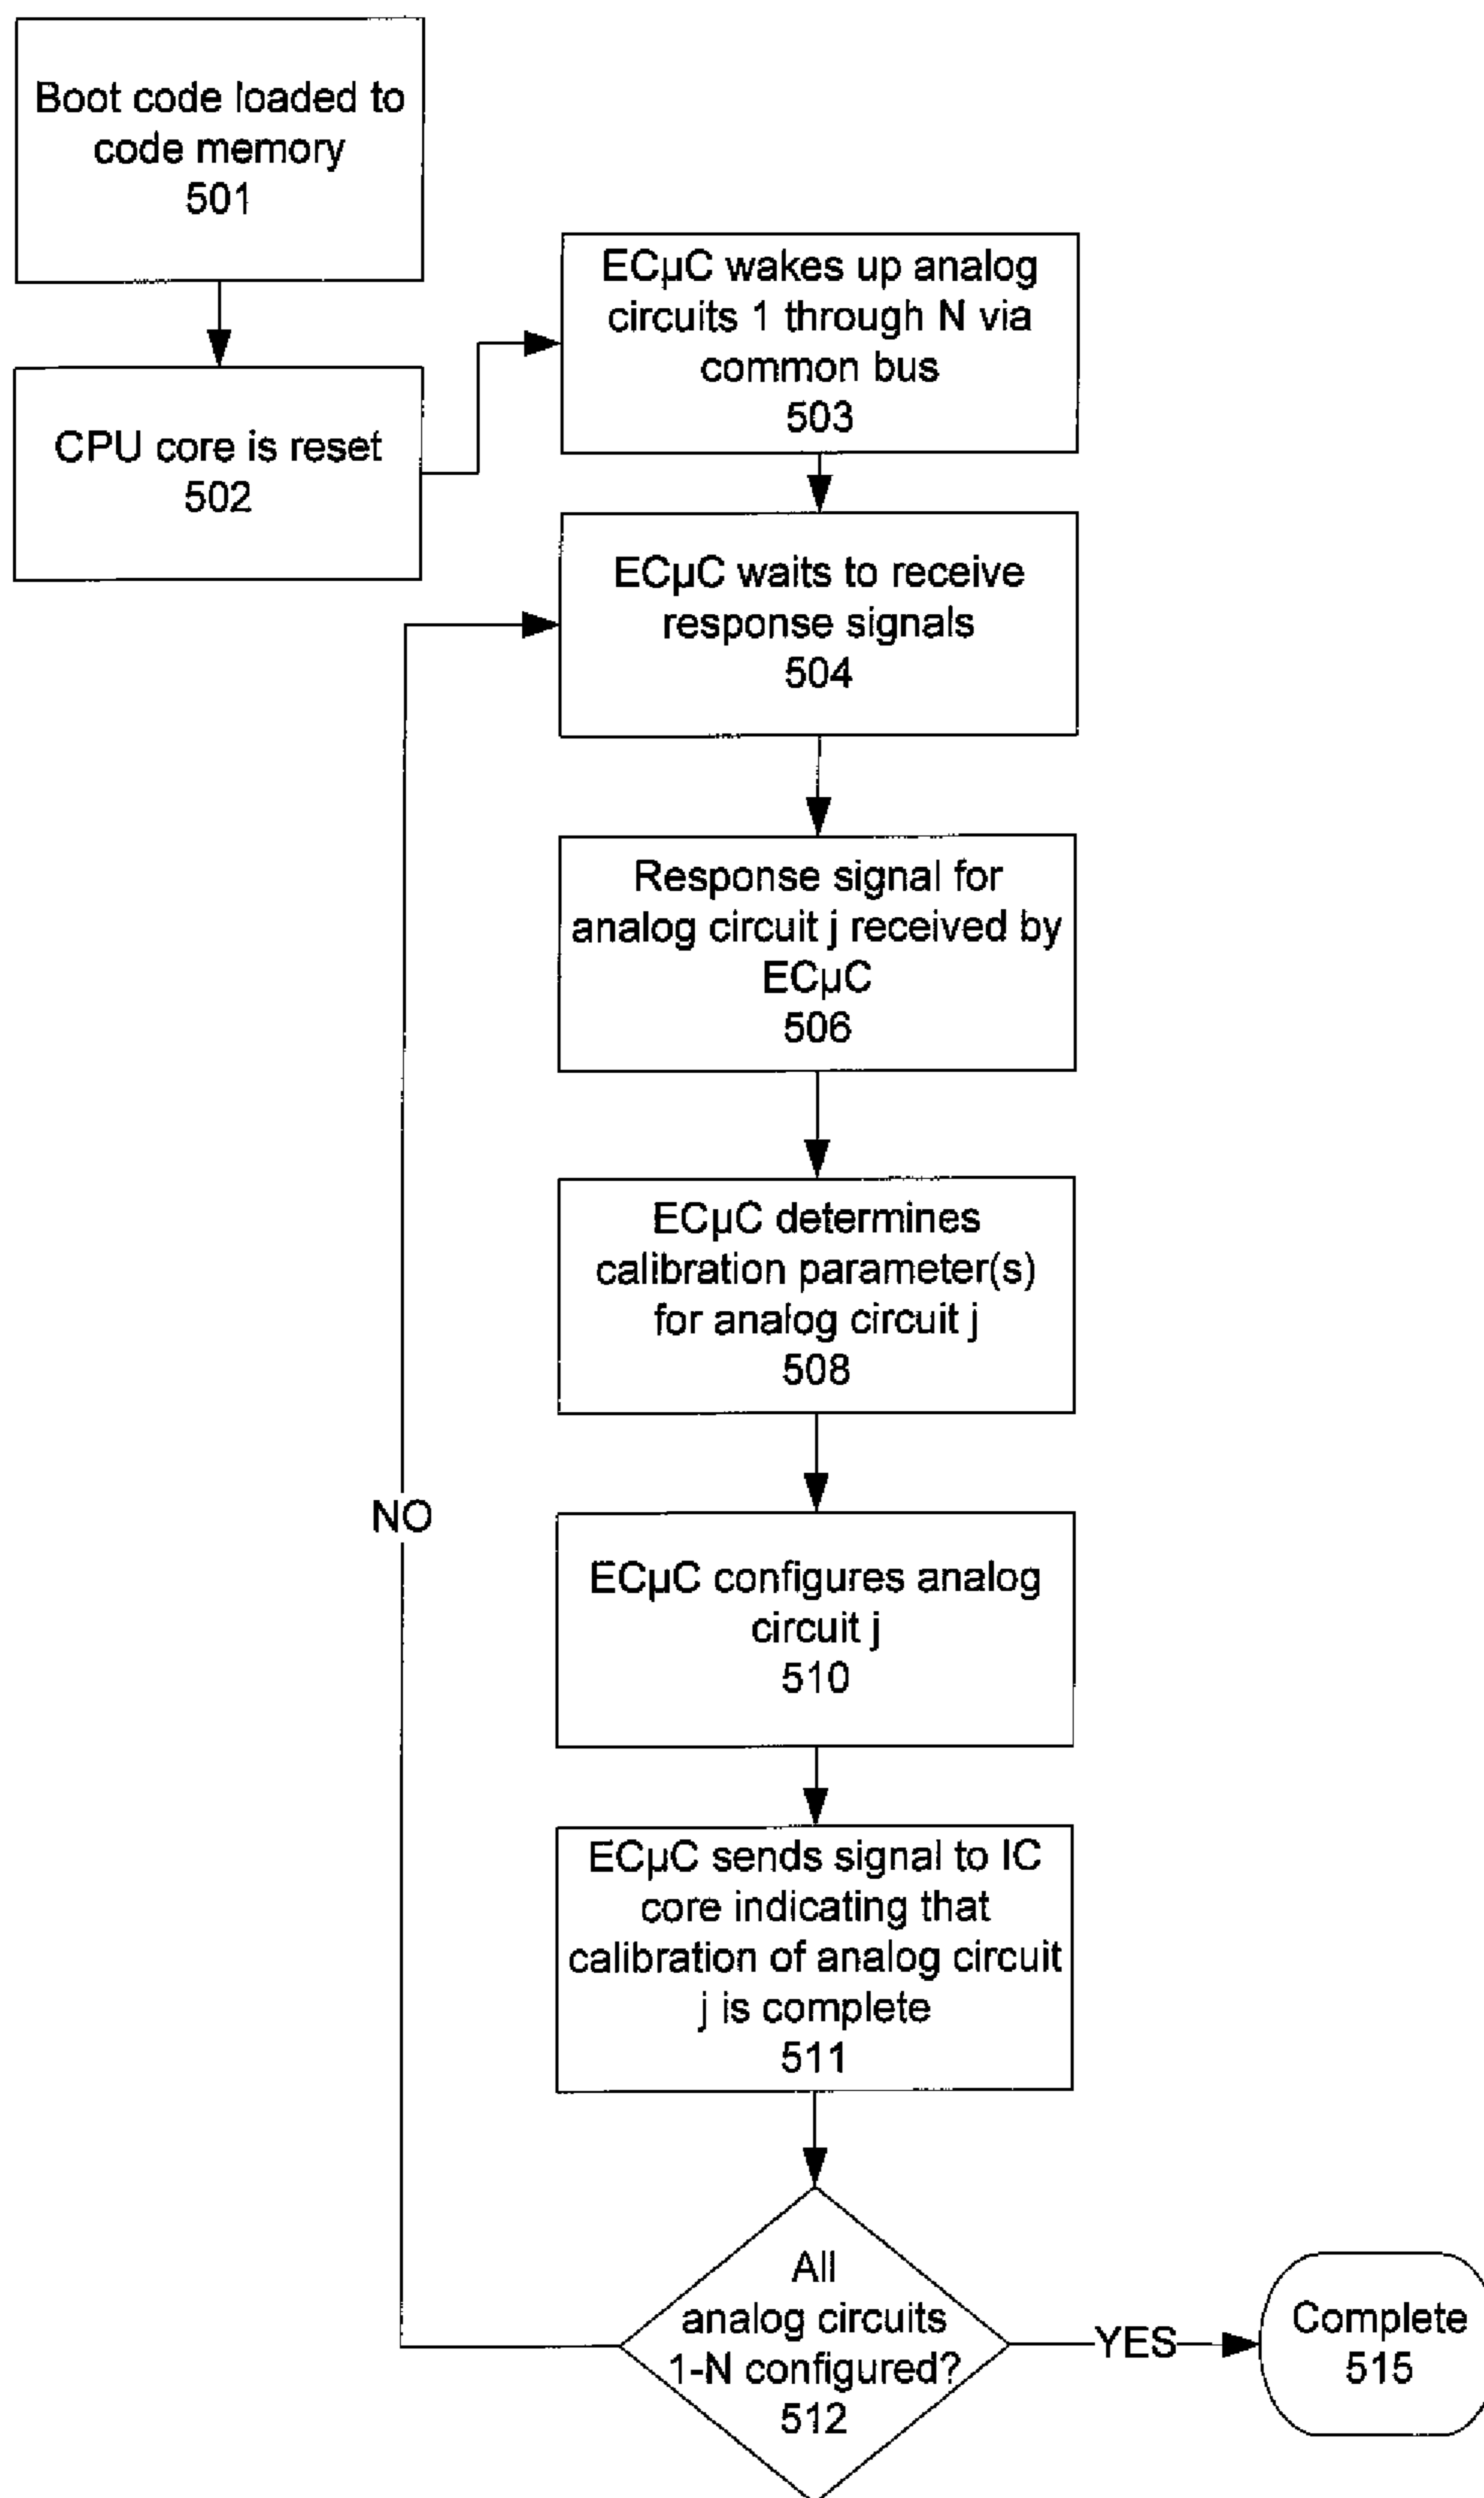 Boot code loaded to
code memory
501
CPU core is reset
502
ECµC wakes up analog
circuits 1 through N via
common bus
503
ECµC waits to receive
response signals
504
Response signal for
analog circuit j received by
ECµC
506
ECµC determines
calibration parameter(s)
for analog circuit j
508
NO
ECµC configures analog
circuit j
510
ECµC sends signal to IC
core indicating that
calibration of analog circuit
j is complete
511
All
analog circuits
1-N configured?
512
YES
Complete
515